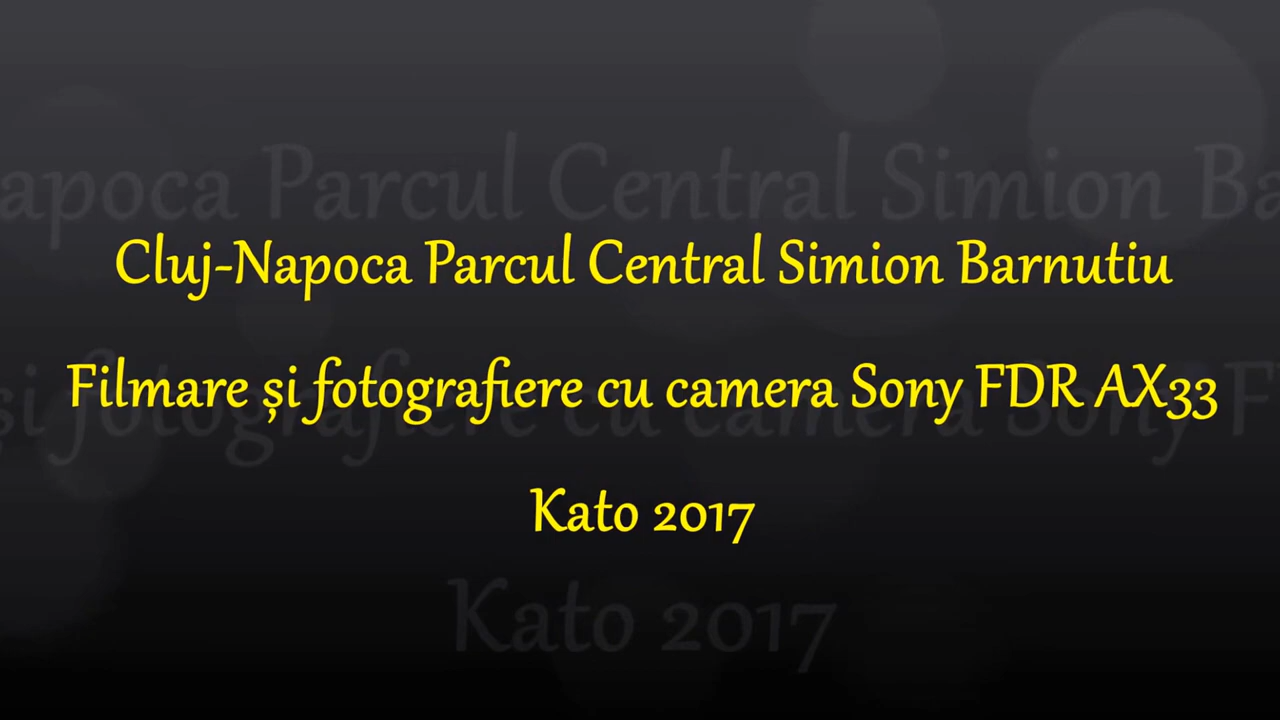 Cluj-Napoca Parcul Central Simion Barnutiu
Filmare și fotografiere cu camera Sony FDR AX33
Kato 2017